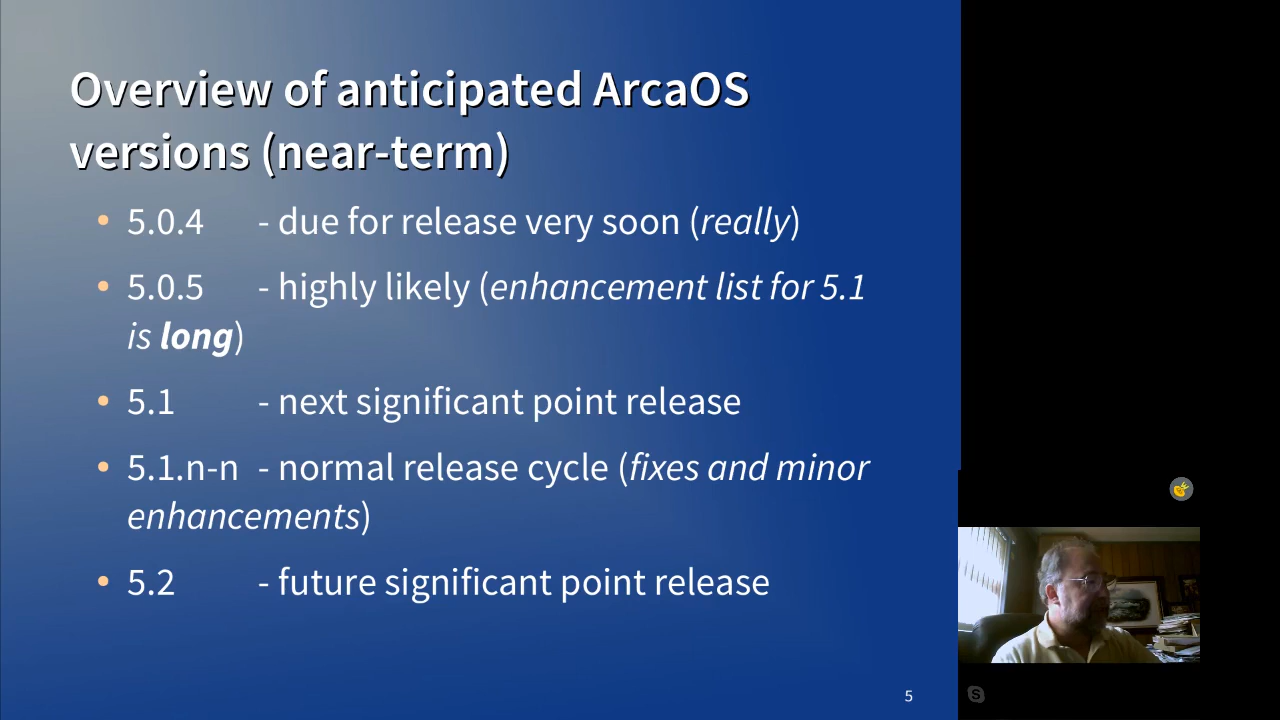 Overview of anticipated ArcaOS
versions (near-term)
• 5.0.4 - due for release very soon (really)
• 5.0.5 - highly likely (enhancement list for 5.1
is long)
• 5.1 - next significant point release
• 5.1.n-n - normal release cycle (fixes and minor
enhancements)
• 5.2 - future significant point release
5
S